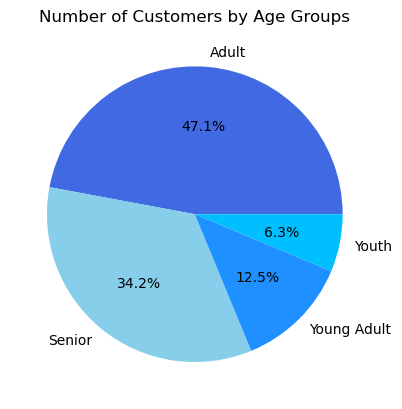 Number of Customers by Age Groups
Adult
47.1%
6.3%
Youth
12.5%
34.2%
Young Adult
Senior